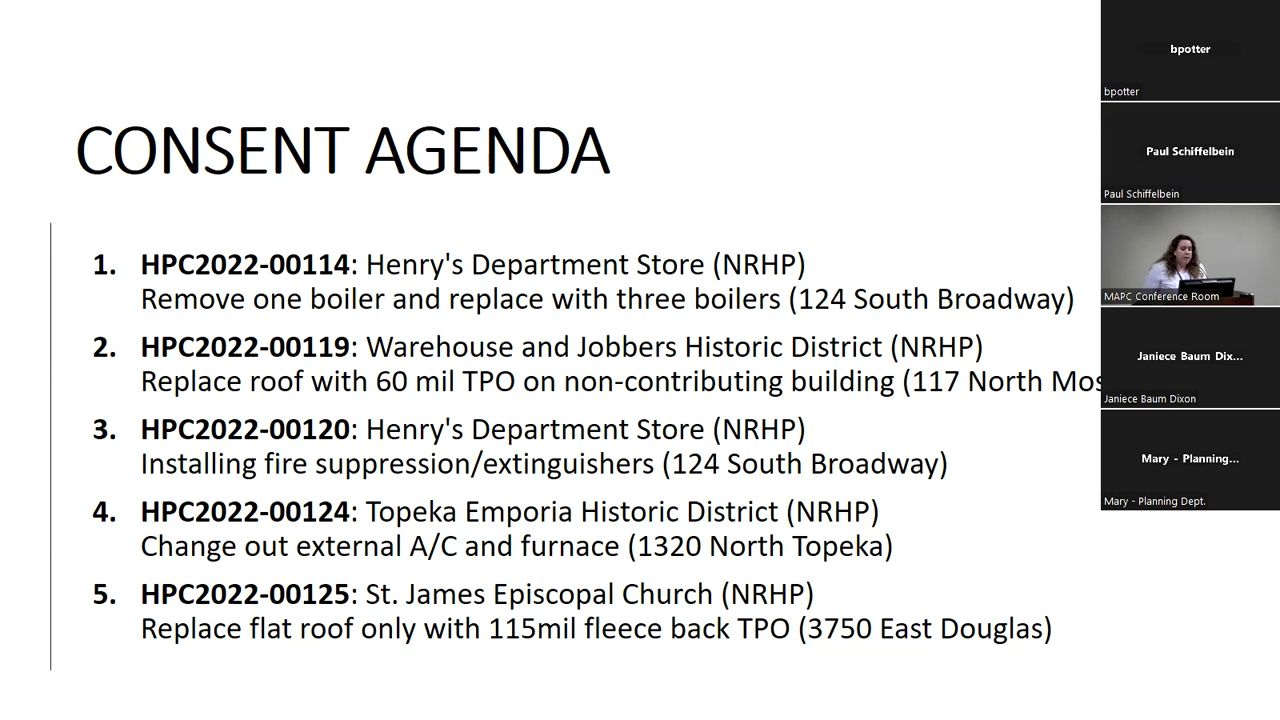 CONSENT AGENDA
1. HPC2022-00114: Henry's Department Store (NRHP)
Remove one boiler and replace with three boilers (124 South Broadway)
2. HPC2022-00119: Warehouse and Jobbers Historic District (NRHP)
Replace roof with 60 mil TPO on non-contributing building (117 North Mos
3. HPC2022-00120: Henry's Department Store (NRHP)
Installing fire suppression/extinguishers (124 South Broadway)
4. HPC2022-00124: Topeka Emporia Historic District (NRHP)
Change out external A/C and furnace (1320 North Topeka)
5. HPC2022-00125: St. James Episcopal Church (NRHP)
Replace flat roof only with 115mil fleece back TPO (3750 East Douglas)
bpotter
bpotter
Paul Schiffelbein
Paul Schiffelbein
MAPC Conference Room
Janiece Baum Dix...
Janiece Baum Dixon
Mary - Planning...
Mary - Planning Dept.